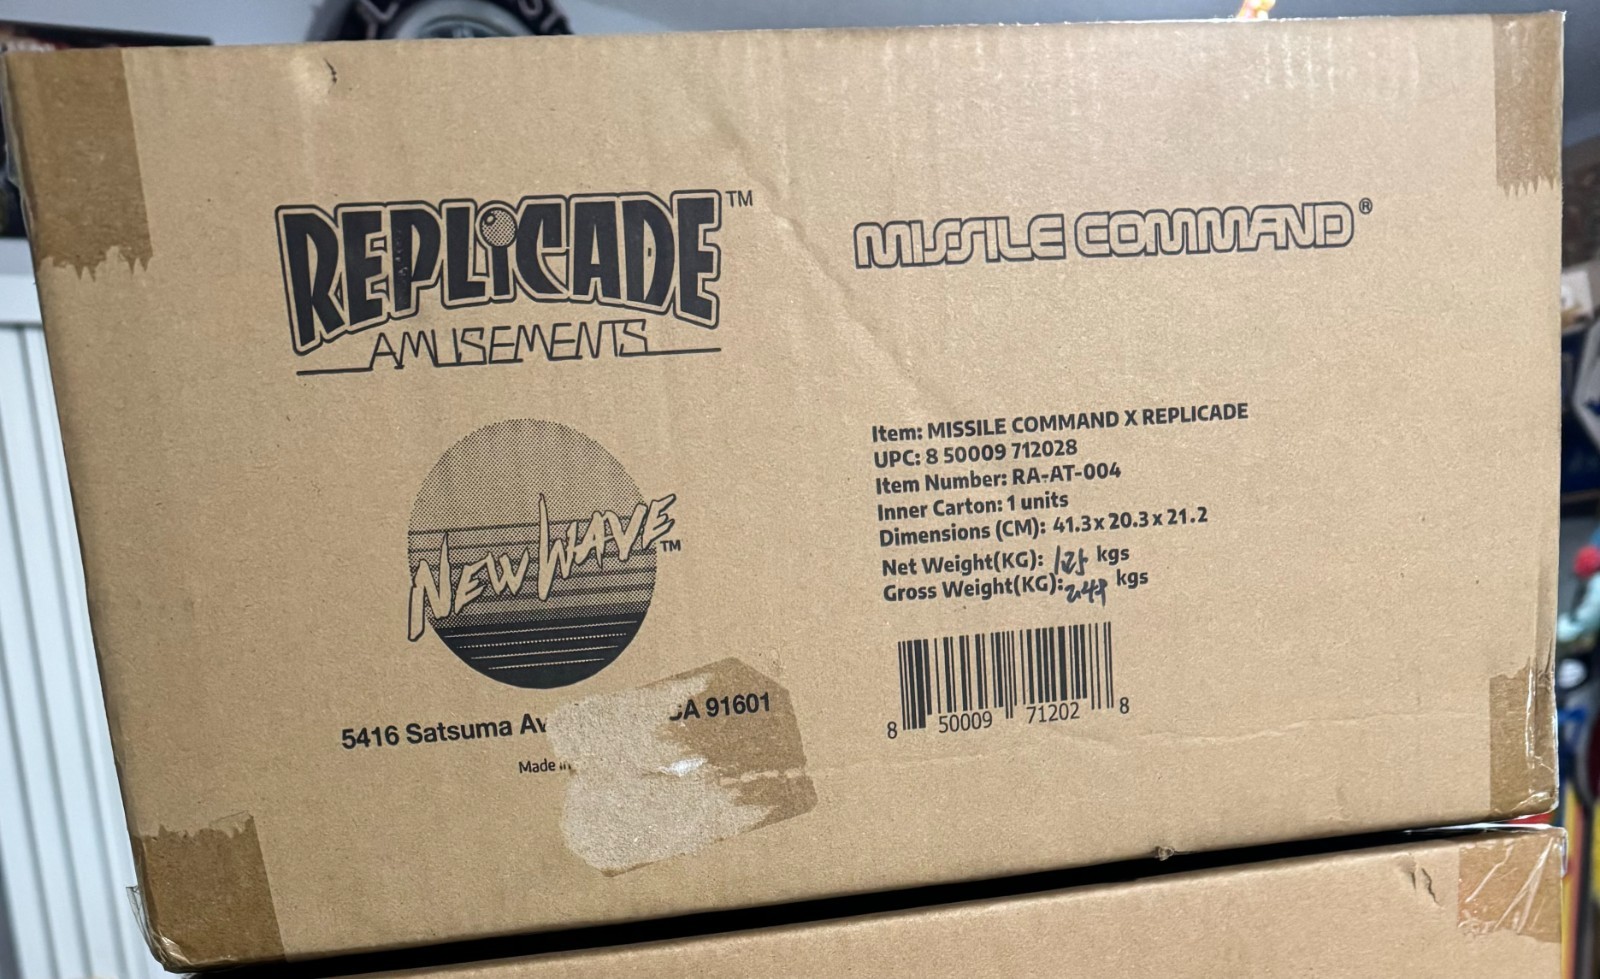 REPLICADE™
AMUSEMENTS
MISSILE COMMAND®
NEW WAVE™
5416 Satsuma Av CA 91601
Made in
Item: MISSILE COMMAND X REPLICADE
UPC: 8 50009 712028
Item Number: RA-AT-004
Inner Carton: 1 units
Dimensions (CM): 41.3 x 20.3 x 21.2
Net Weight(KG): kgs
Gross Weight(KG): kgs
8 50009 71202 8